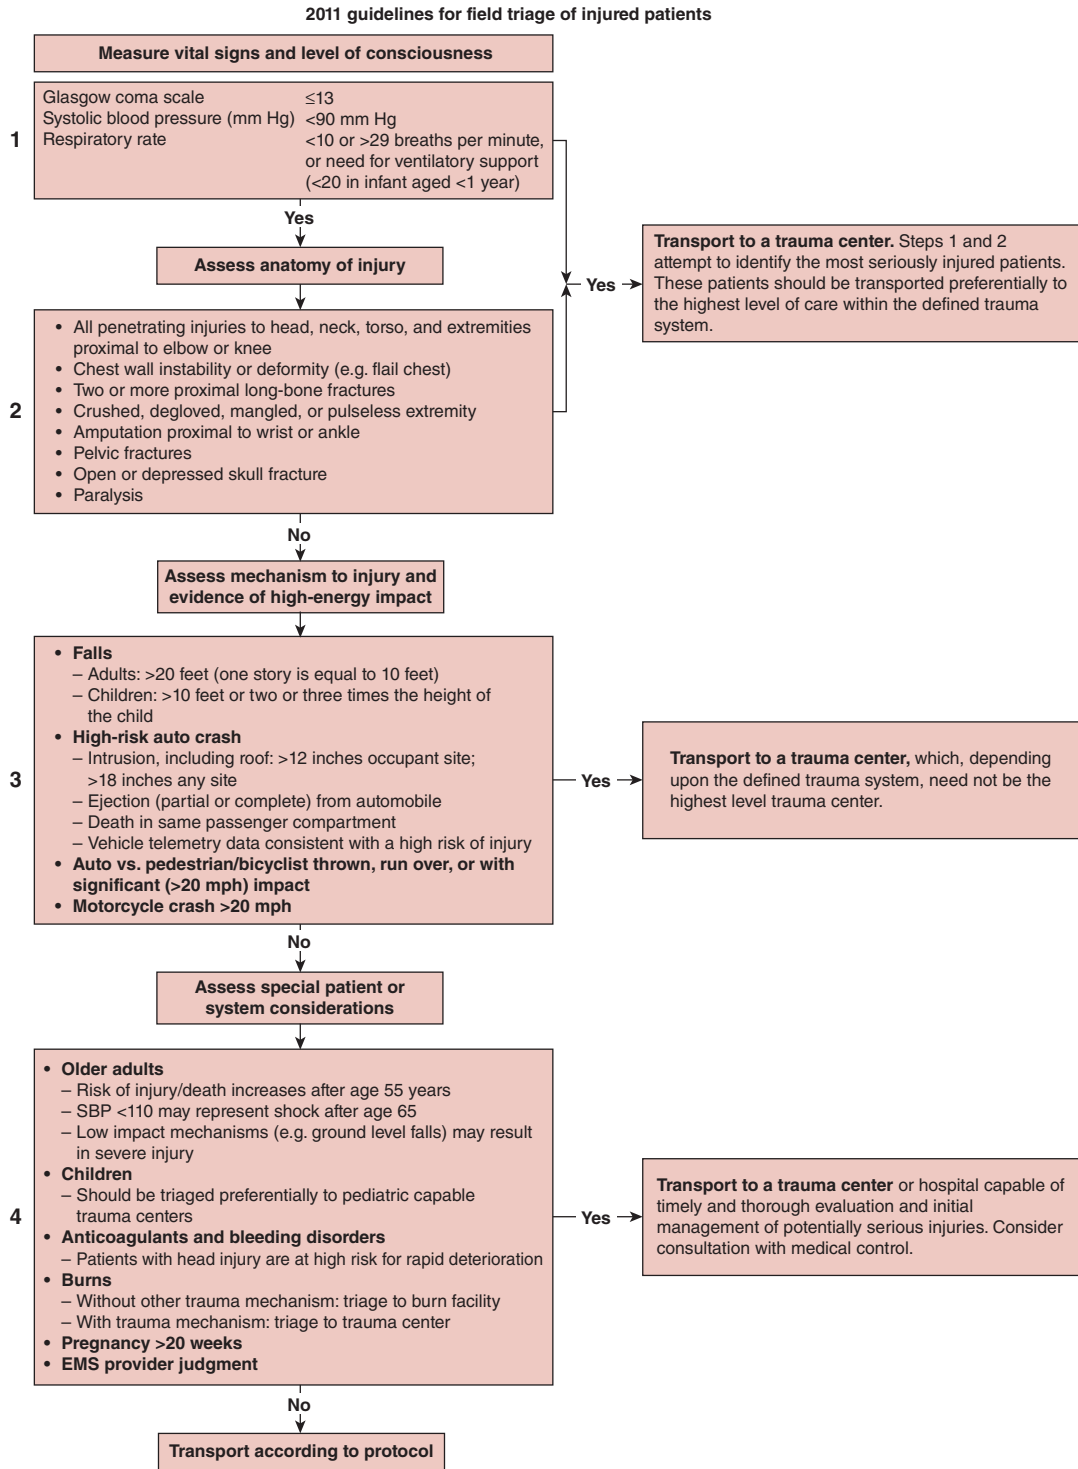 2011 guidelines for field triage of injured patients
Measure vital signs and level of consciousness
1
Glasgow coma scale ≤13
Systolic blood pressure (mm Hg) <90 mm Hg
Respiratory rate <10 or >29 breaths per minute,
or need for ventilatory support
(<20 in infant aged <1 year)
Yes
Assess anatomy of injury
Yes
Transport to a trauma center. Steps 1 and 2
attempt to identify the most seriously injured patients.
These patients should be transported preferentially to
the highest level of care within the defined trauma
system.
2
• All penetrating injuries to head, neck, torso, and extremities
proximal to elbow or knee
• Chest wall instability or deformity (e.g. flail chest)
• Two or more proximal long-bone fractures
• Crushed, degloved, mangled, or pulseless extremity
• Amputation proximal to wrist or ankle
• Pelvic fractures
• Open or depressed skull fracture
• Paralysis
No
Assess mechanism to injury and
evidence of high-energy impact
3
• Falls
– Adults: >20 feet (one story is equal to 10 feet)
– Children: >10 feet or two or three times the height of
the child
• High-risk auto crash
– Intrusion, including roof: >12 inches occupant site;
>18 inches any site
– Ejection (partial or complete) from automobile
– Death in same passenger compartment
– Vehicle telemetry data consistent with a high risk of injury
• Auto vs. pedestrian/bicyclist thrown, run over, or with
significant (>20 mph) impact
• Motorcycle crash >20 mph
Yes
Transport to a trauma center, which, depending
upon the defined trauma system, need not be the
highest level trauma center.
No
Assess special patient or
system considerations
4
• Older adults
– Risk of injury/death increases after age 55 years
– SBP <110 may represent shock after age 65
– Low impact mechanisms (e.g. ground level falls) may result
in severe injury
• Children
– Should be triaged preferentially to pediatric capable
trauma centers
• Anticoagulants and bleeding disorders
– Patients with head injury are at high risk for rapid deterioration
• Burns
– Without other trauma mechanism: triage to burn facility
– With trauma mechanism: triage to trauma center
• Pregnancy >20 weeks
• EMS provider judgment
Yes
Transport to a trauma center or hospital capable of
timely and thorough evaluation and initial
management of potentially serious injuries. Consider
consultation with medical control.
No
Transport according to protocol